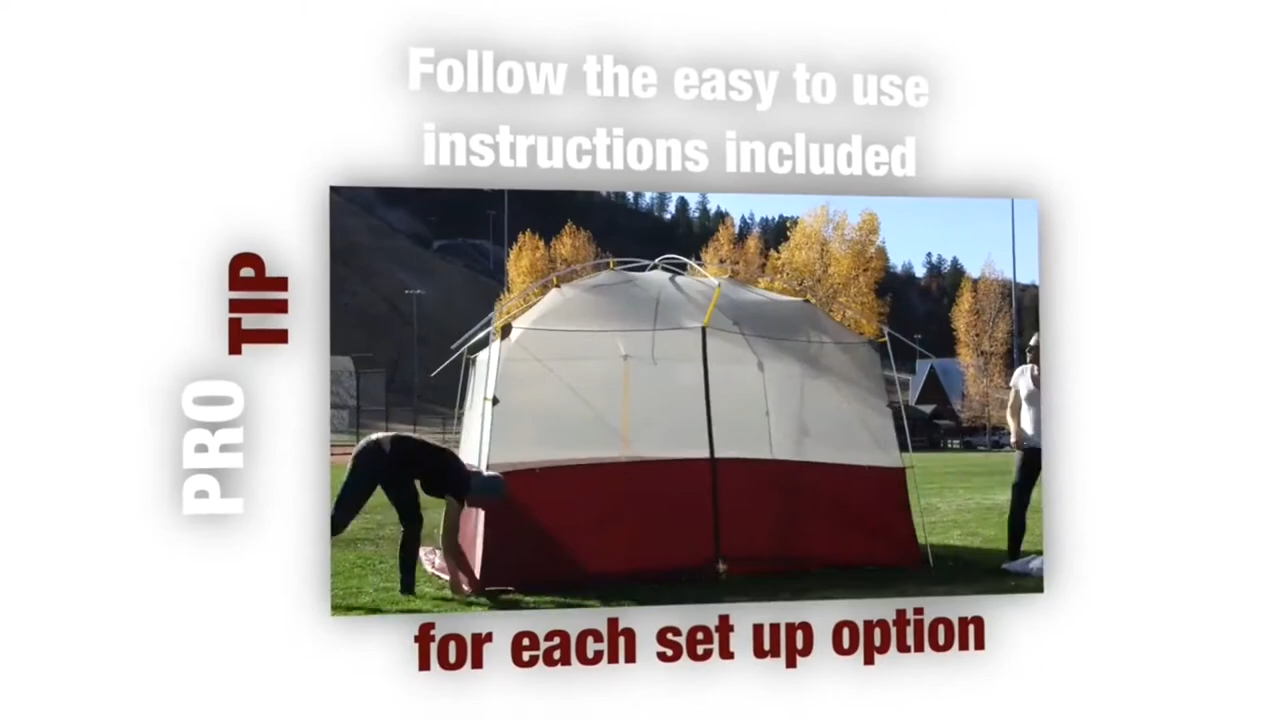 Follow the easy to use
instructions included
PRO TIP
for each set up option